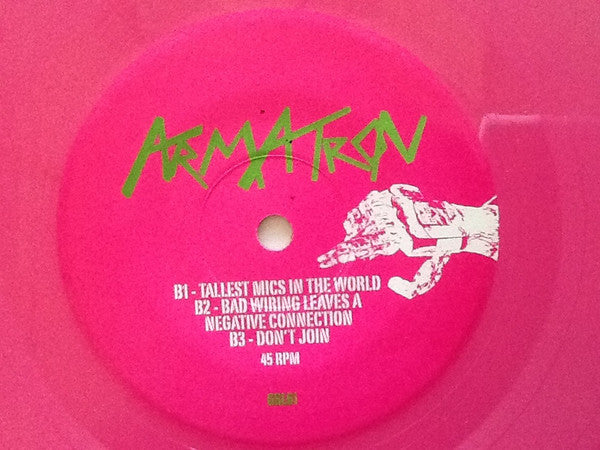 ARMATRON
B1 - TALLEST MICS IN THE WORLD
B2 - BAD WIRING LEAVES A
NEGATIVE CONNECTION
B3 - DON'T JOIN
45 RPM